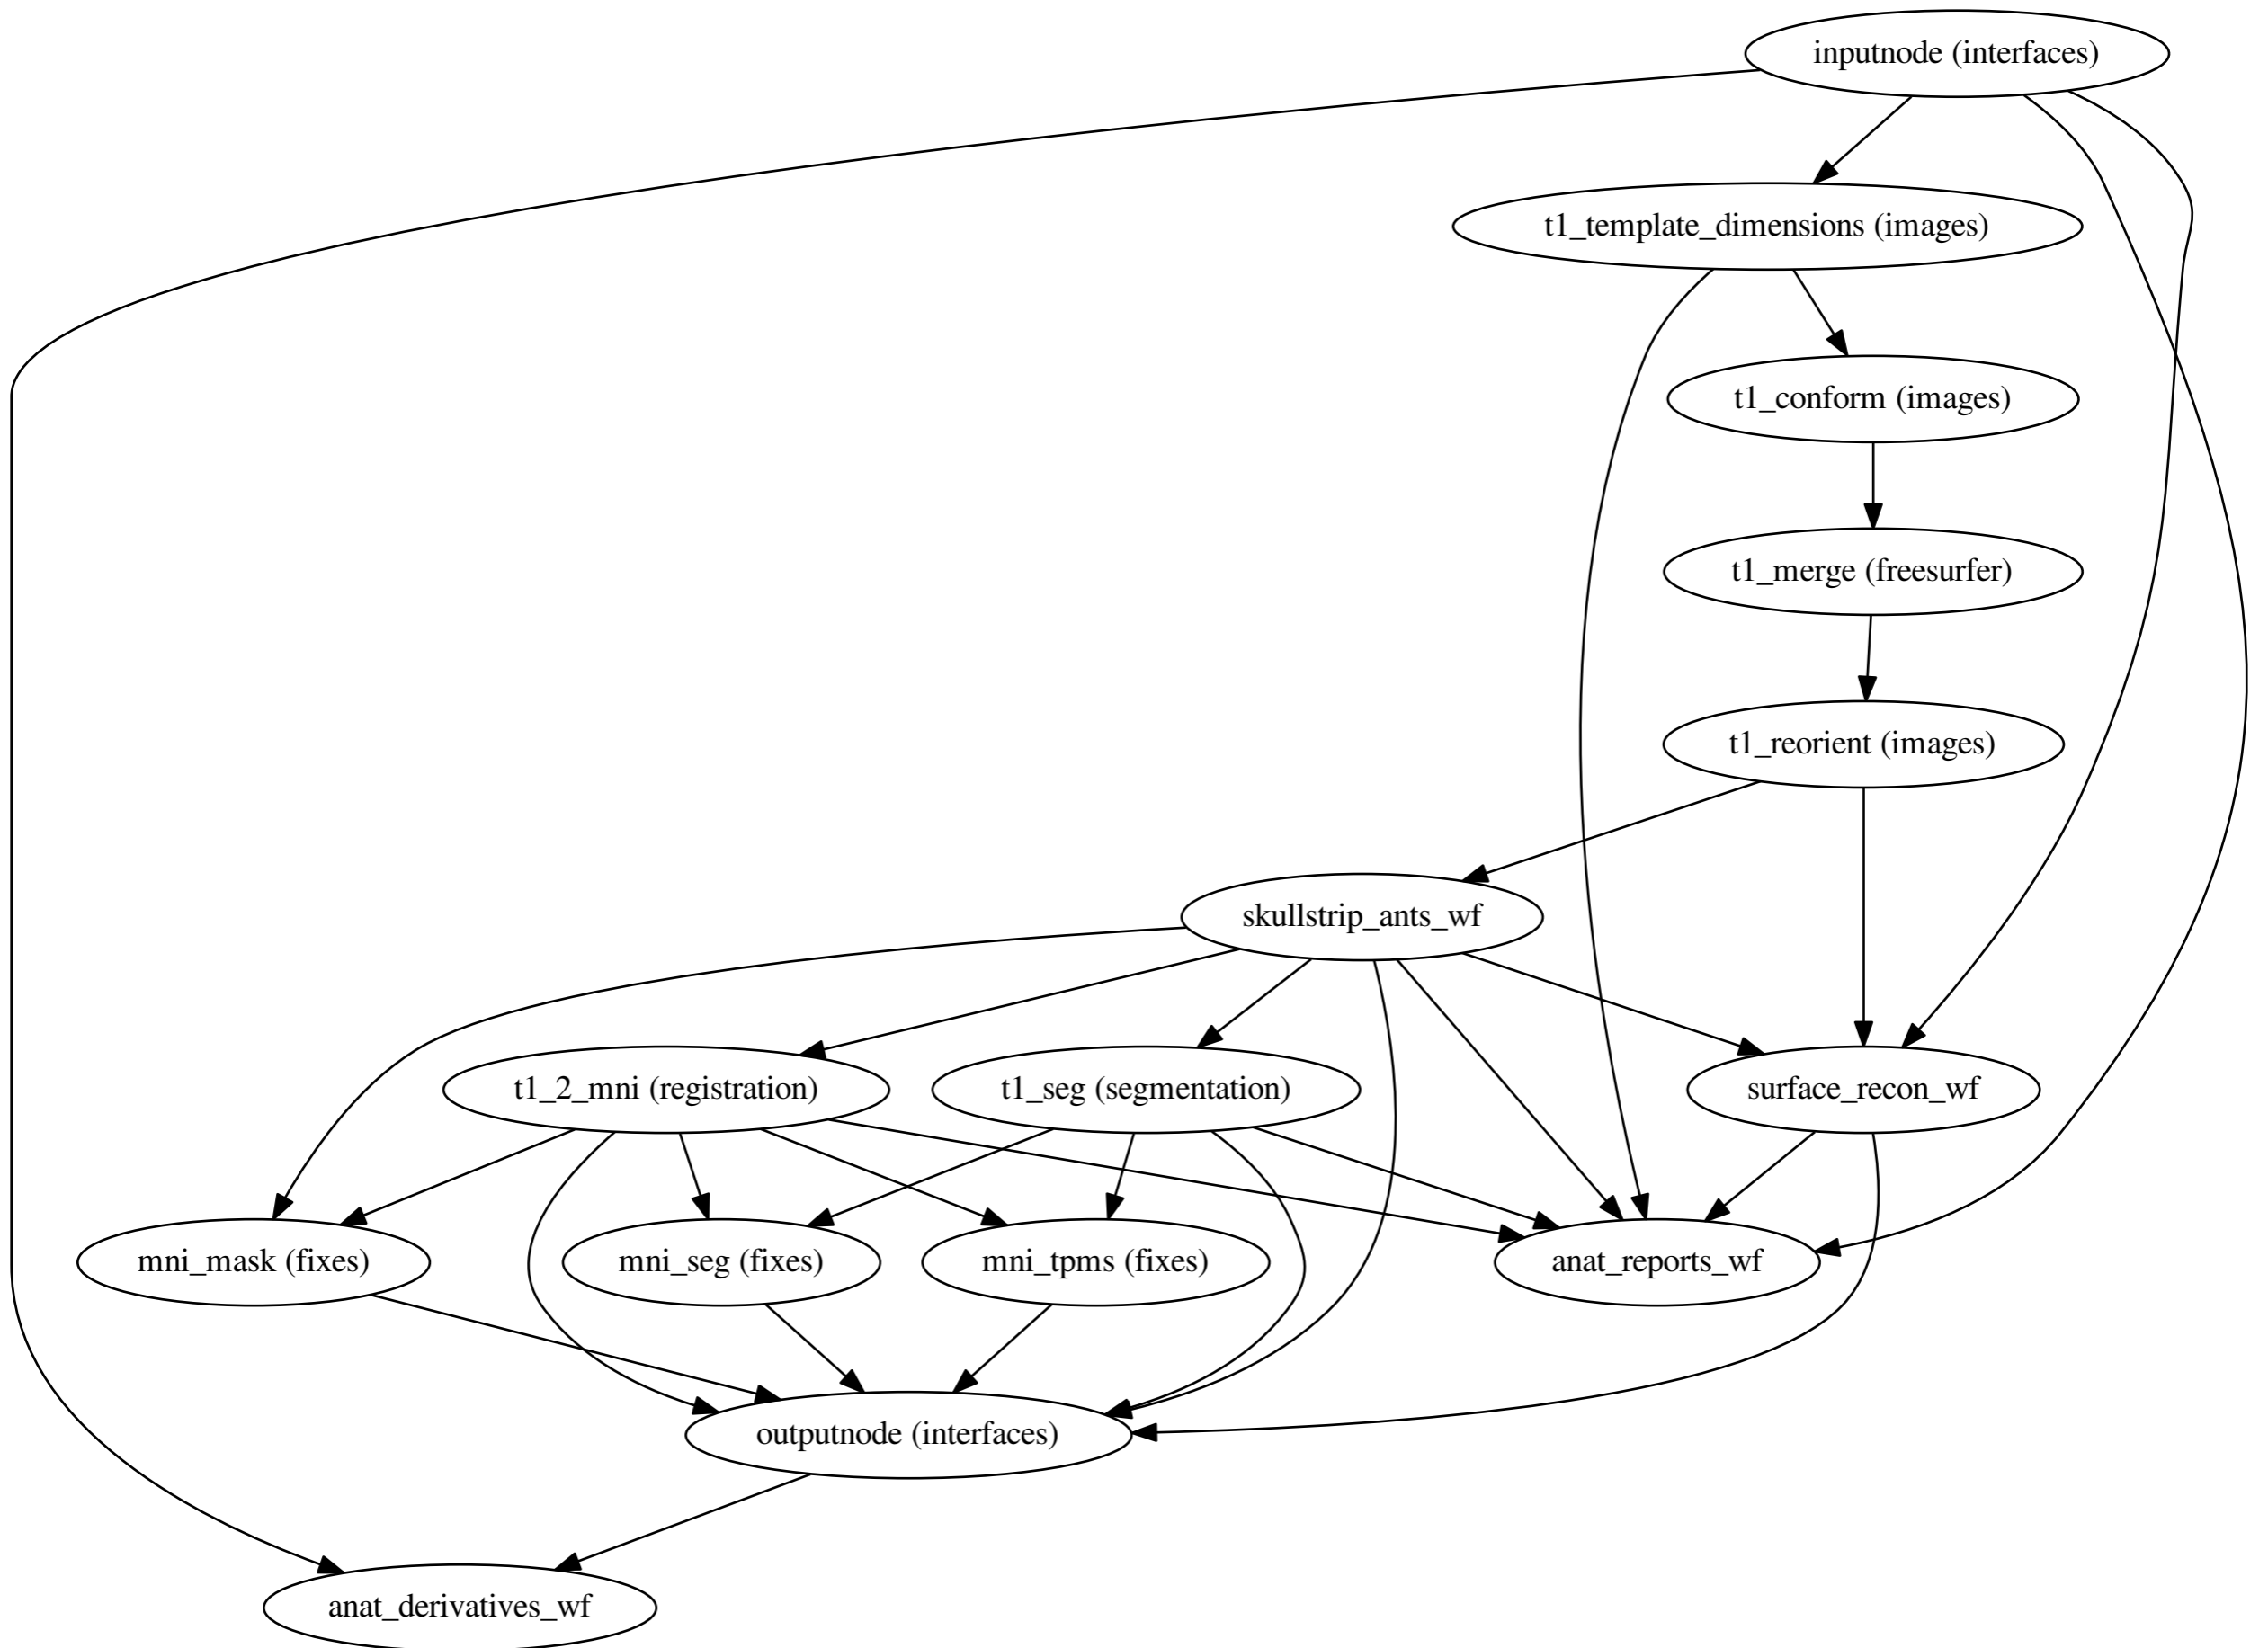 inputnode (interfaces)
t1_template_dimensions (images)
t1_conform (images)
t1_merge (freesurfer)
t1_reorient (images)
skullstrip_ants_wf
t1_2_mni (registration)
t1_seg (segmentation)
surface_recon_wf
mni_mask (fixes)
mni_seg (fixes)
mni_tpms (fixes)
anat_reports_wf
outputnode (interfaces)
anat_derivatives_wf